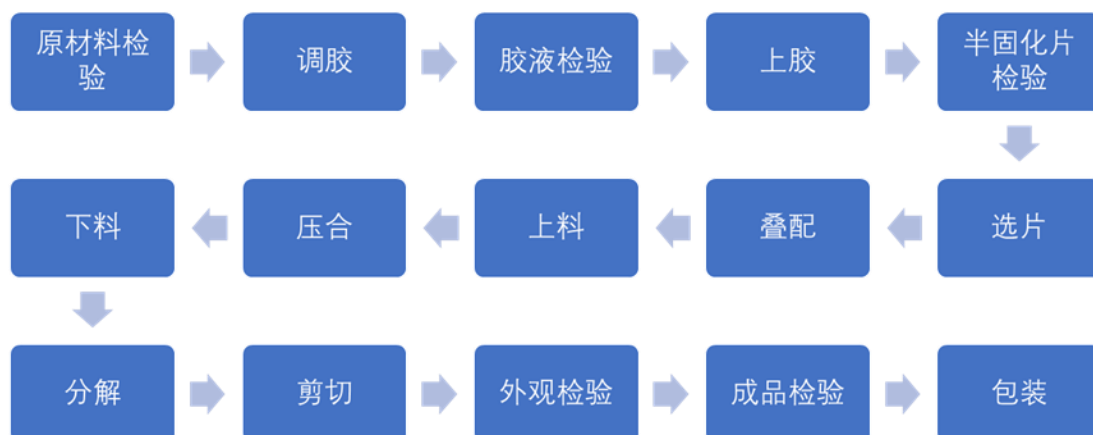 原材料检
验
调胶
胶液检验
上胶
半固化片
检验
选片
叠配
上料
压合
下料
分解
剪切
外观检验
成品检验
包装